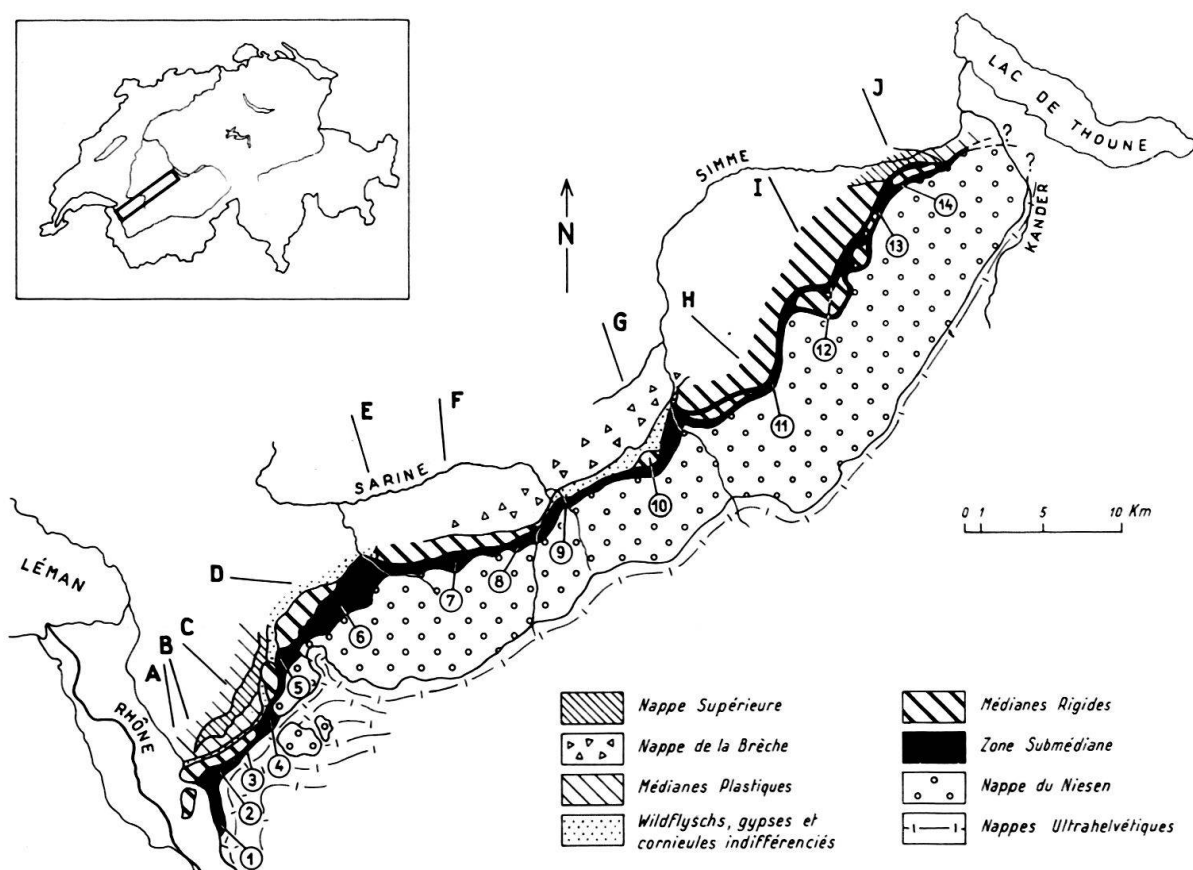 LAC DE THOUNE
J
SIMME
I
?
?
KANDER
N
14
13
H
12
G
11
E
F
SARINE
10
0 1 5 10 Km
9
8
7
D
LÉMAN
6
C
B
A
5
RHÔNE
4
3
2
1
Nappe Supérieure
Nappe de la Brèche
Médianes Plastiques
Wildflyschs, gypses et
cornieules indifférenciés
Médianes Rigides
Zone Submédiane
Nappe du Niesen
Nappes Ultrahelvétiques